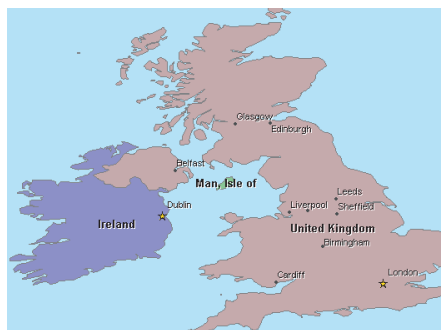 Glasgow
Edinburgh
Belfast
Man, Isle of
Leeds
Dublin
Liverpool
Sheffield
Ireland
United Kingdom
Birmingham
Cardiff
London